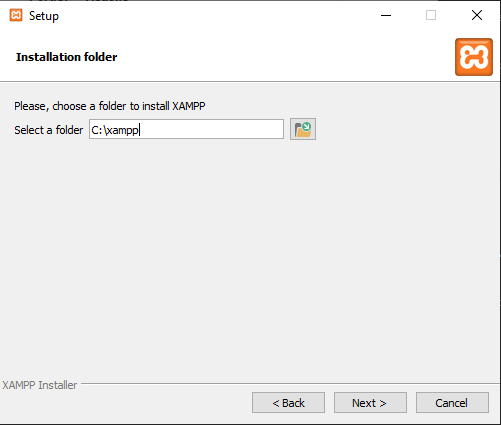 Setup
Installation folder
Please, choose a folder to install XAMPP
Select a folder C:\xampp
XAMPP Installer
< Back Next > Cancel